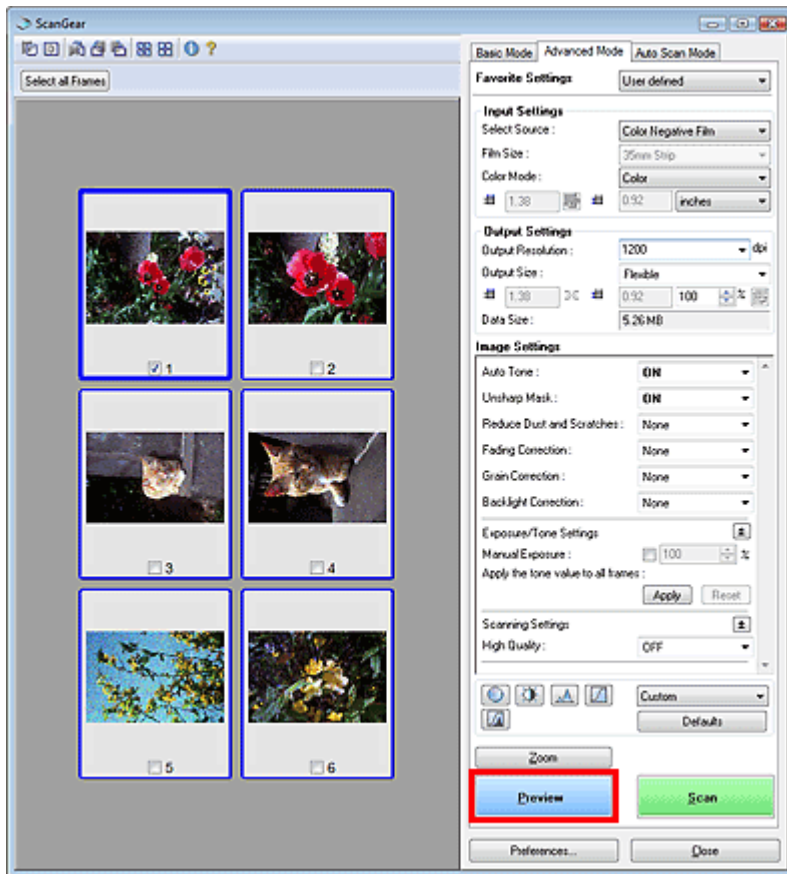 ScanGear
Basic Mode Advanced Mode Auto Scan Mode
Select all Frames
Favorite Settings User defined
Input Settings
Select Source : Color Negative Film
Film Size : 35mm Strip
Color Mode : Color
1.38 0.92 inches
Output Settings
Output Resolution : 1200 dpi
Output Size : Flexible
1.38 0.92 100 %
Data Size : 5.26 MB
Image Settings
Auto Tone : ON
Unsharp Mask : ON
Reduce Dust and Scratches : None
Fading Correction : None
Grain Correction : None
Backlight Correction : None
Exposure/Tone Settings
Manual Exposure : 100 %
Apply the tone value to all frames :
Apply Reset
Scanning Settings
High Quality : OFF
Custom
Defaults
Zoom
Preview Scan
Preferences... Close
1 2
3 4
5 6